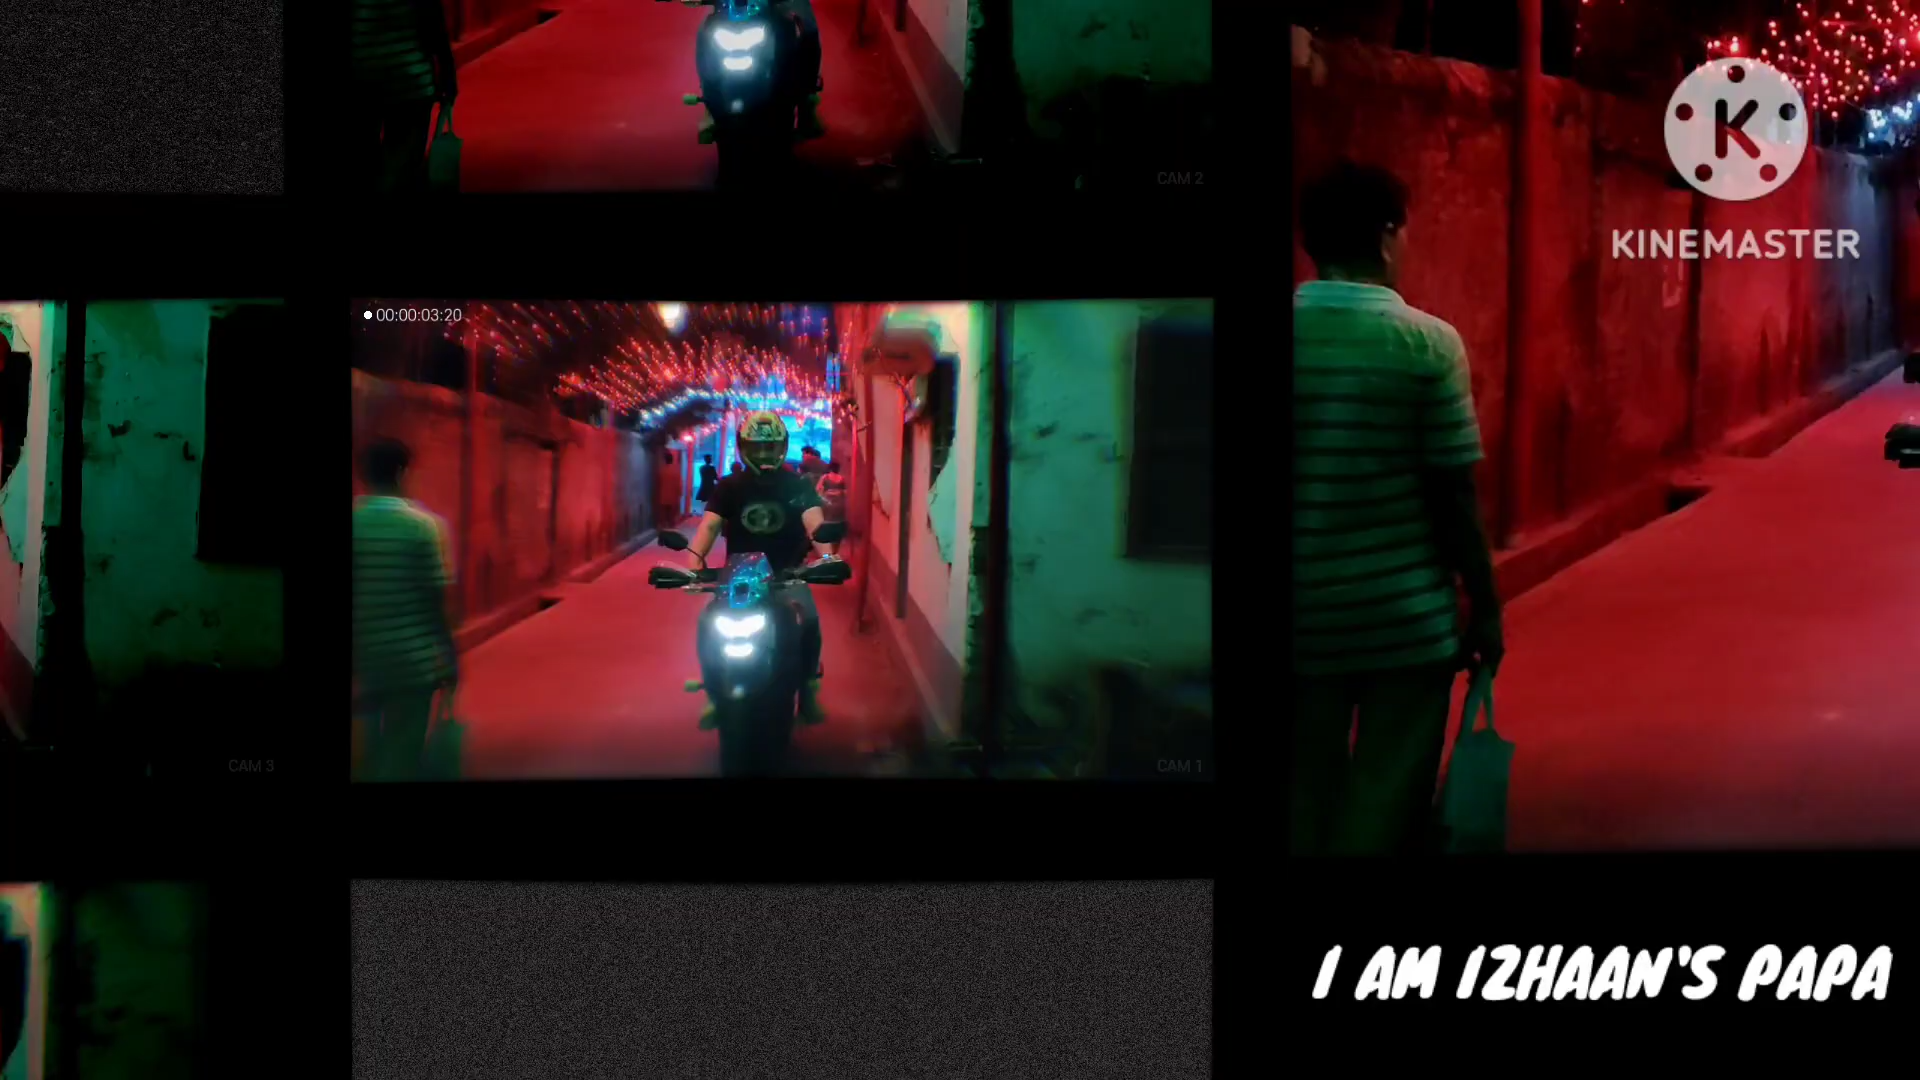 CAM 2
K
KINEMASTER
00:00:03:20
CAM 3
CAM 1
I AM IZHAAN'S PAPA